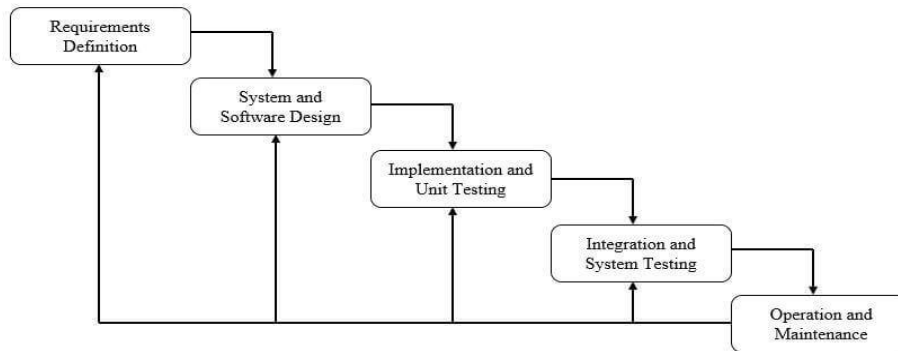 Requirements
Definition
System and
Software Design
Implementation and
Unit Testing
Integration and
System Testing
Operation and
Maintenance